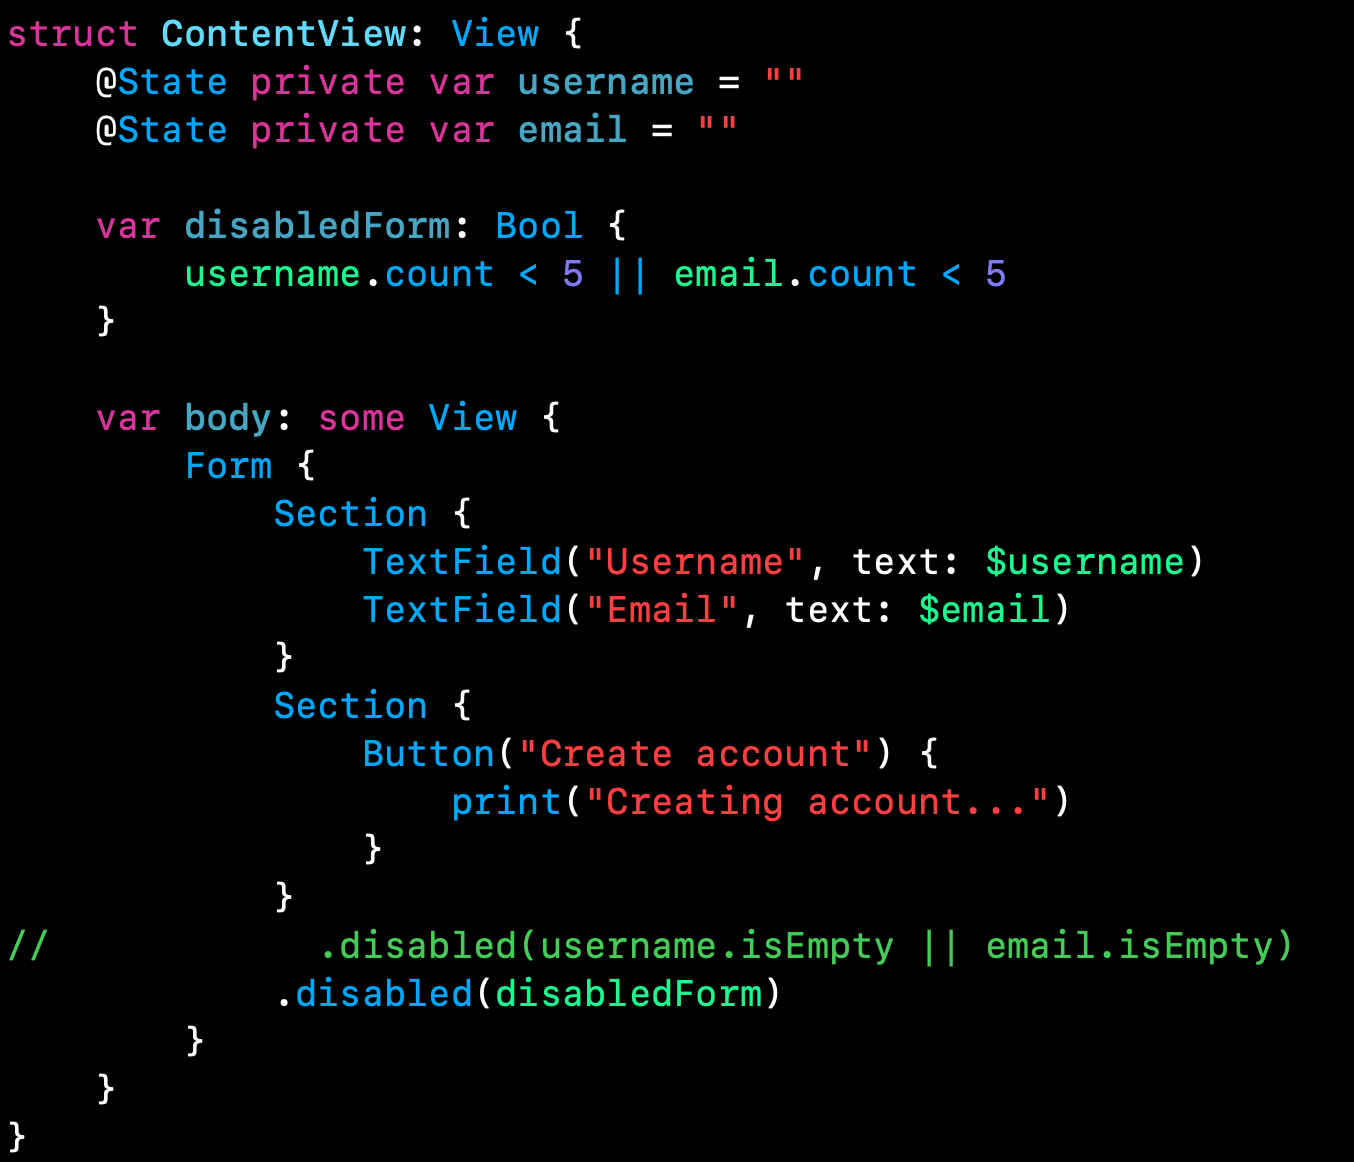 struct ContentView: View {
    @State private var username = ""
    @State private var email = ""

    var disabledForm: Bool {
        username.count < 5 || email.count < 5
    }

    var body: some View {
        Form {
            Section {
                TextField("Username", text: $username)
                TextField("Email", text: $email)
            }
            Section {
                Button("Create account") {
                    print("Creating account...")
                }
            }
//            .disabled(username.isEmpty || email.isEmpty)
            .disabled(disabledForm)
        }
    }
}